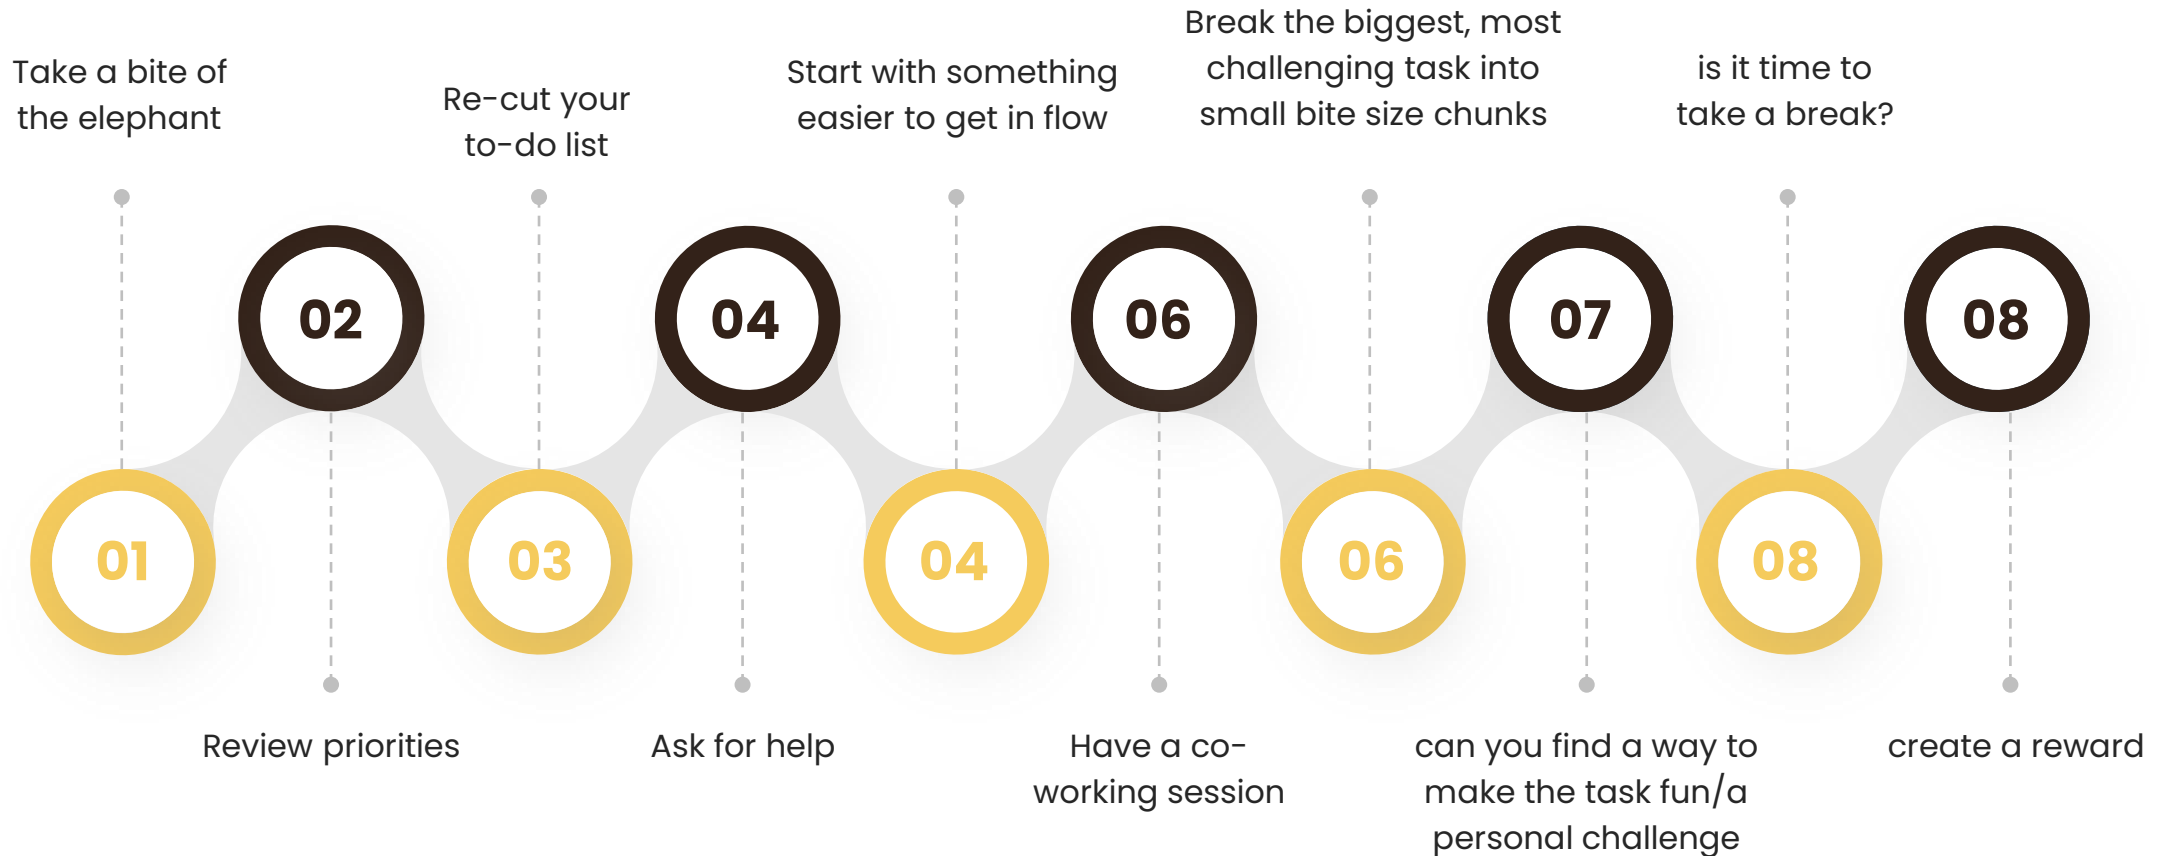 Take a bite of
the elephant
Re-cut your
to-do list
Start with something
easier to get in flow
Break the biggest, most
challenging task into
small bite size chunks
is it time to
take a break?
02
04
06
07
08
01
03
04
06
08
Review priorities
Ask for help
Have a co-
working session
can you find a way to
make the task fun/a
personal challenge
create a reward